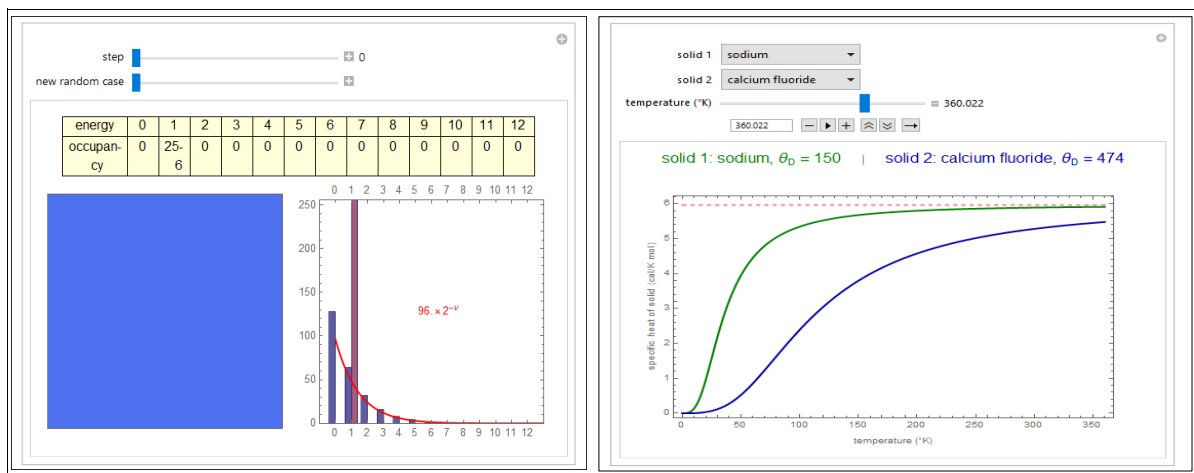 step 0
new random case
energy 0 1 2 3 4 5 6 7 8 9 10 11 12
occupan- 0 25- 0 0 0 0 0 0 0 0 0 0 0
cy 6
0 1 2 3 4 5 6 7 8 9 10 11 12
250
200
150
100
50
0
96. × 2^-v
0 1 2 3 4 5 6 7 8 9 10 11 12
solid 1 sodium
solid 2 calcium fluoride
temperature (°K) 360.022
360.022
solid 1: sodium, θD = 150 | solid 2: calcium fluoride, θD = 474
specific heat of solid (cal/K mol)
6
5
4
3
2
1
0
0 50 100 150 200 250 300 350
temperature (°K)